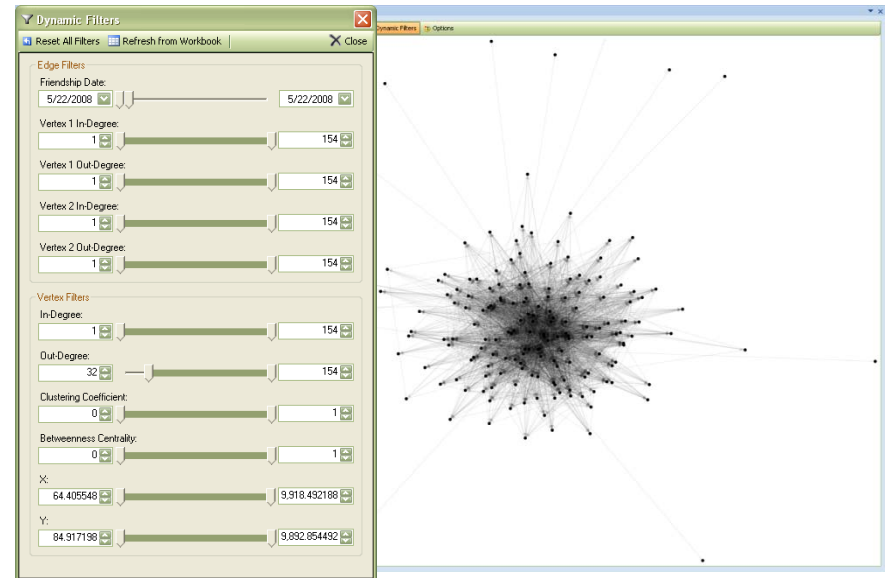 Dynamic Filters
Reset All Filters Refresh from Workbook Close
Edge Filters
Friendship Date:
5/22/2008 5/22/2008
Vertex 1 In-Degree:
1 154
Vertex 1 Out-Degree:
1 154
Vertex 2 In-Degree:
1 154
Vertex 2 Out-Degree:
1 154
Vertex Filters
In-Degree:
1 154
Out-Degree:
32 154
Clustering Coefficient:
0 1
Betweenness Centrality:
0 1
X:
64.405548 9,918.492188
Y:
84.917198 9,892.854492
Dynamic Filters Options